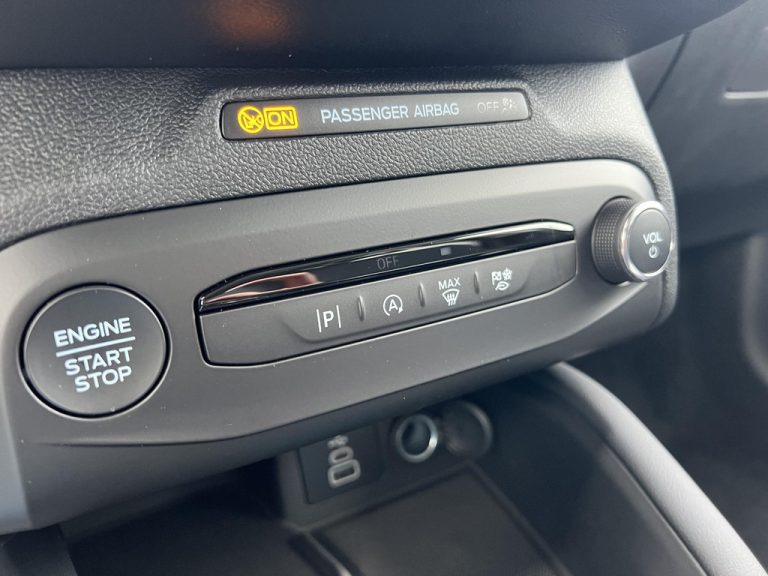 ON PASSENGER AIRBAG OFF
OFF
ENGINE
START
STOP
|P|
A
MAX
VOL